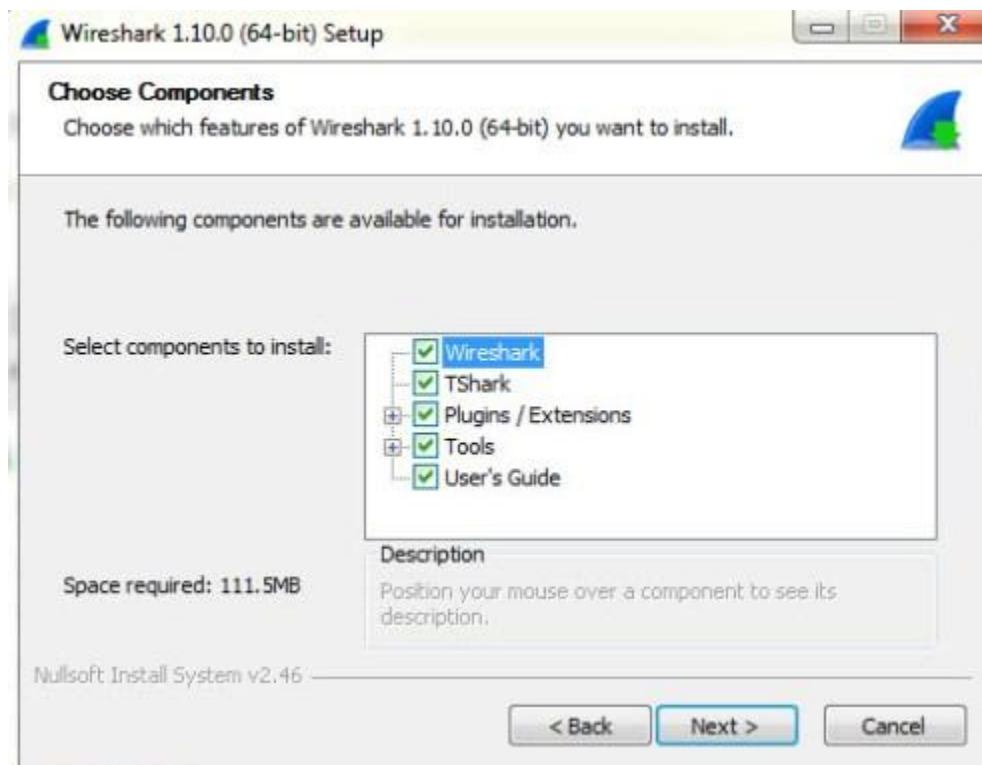 Wireshark 1.10.0 (64-bit) Setup
Choose Components
Choose which features of Wireshark 1.10.0 (64-bit) you want to install.
The following components are available for installation.
Select components to install:
Wireshark
TShark
Plugins / Extensions
Tools
User's Guide
Space required: 111.5MB
Description
Position your mouse over a component to see its
description.
Nullsoft Install System v2.46
< Back
Next >
Cancel